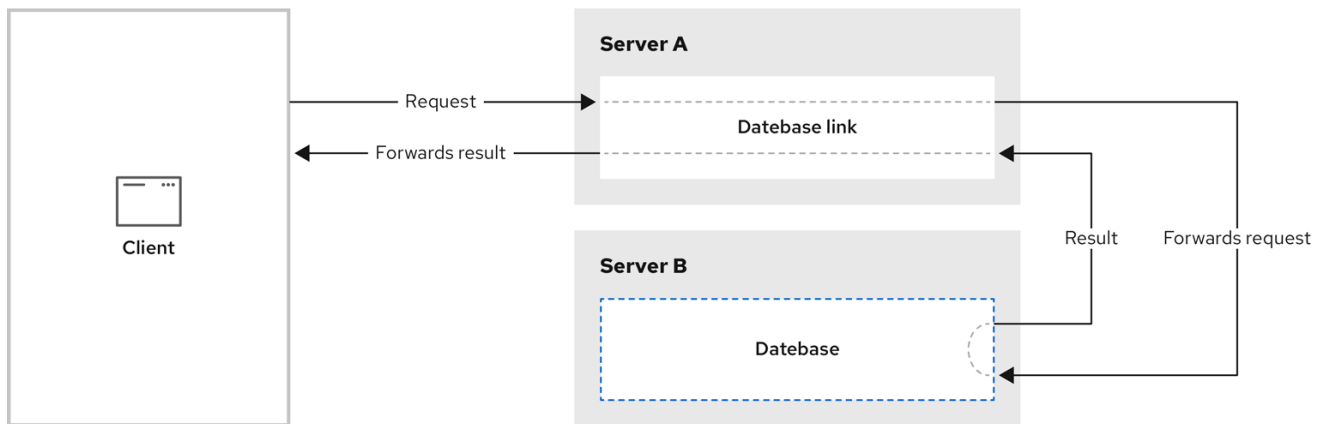 Server A
Request
Datebase link
Forwards result
Client
Result
Forwards request
Server B
Datebase